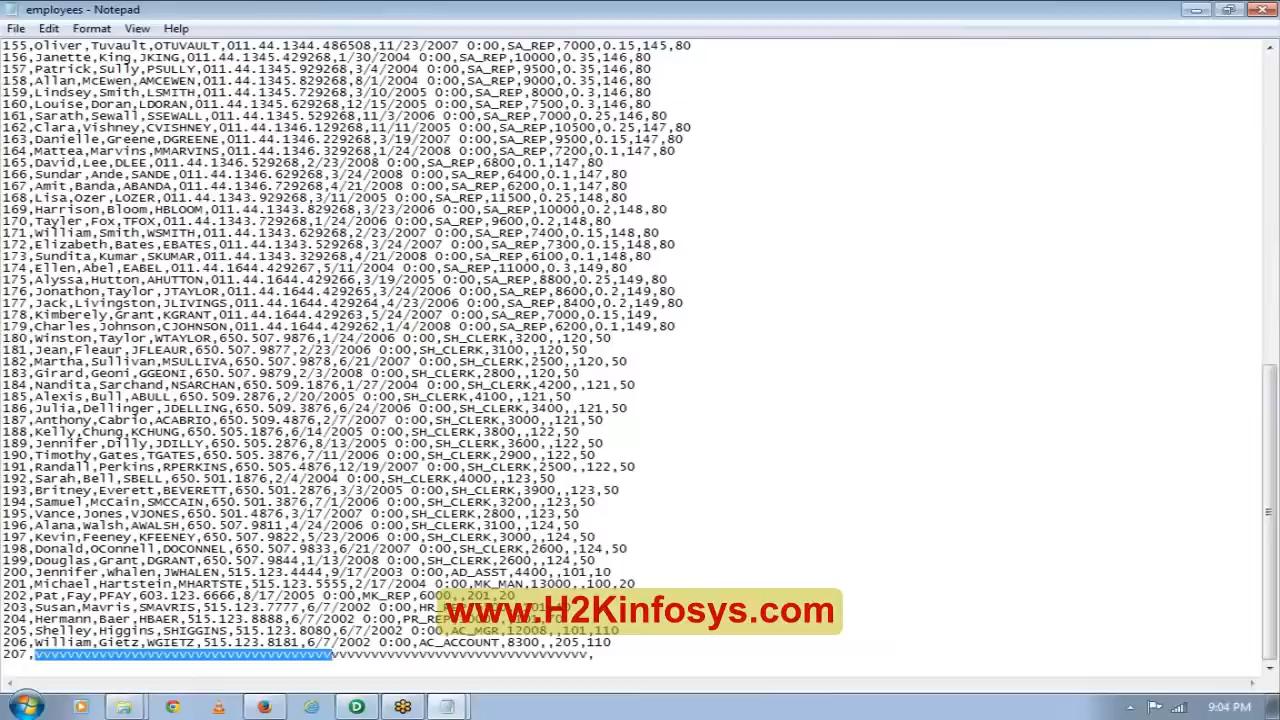 employees - Notepad
File Edit Format View Help
155,Oliver,Tuvault,OTUVAULT,011.44.1344.486508,11/23/2007 0:00,SA_REP,7000,0.15,145,80
156,Janette,King,JKING,011.44.1345.429268,1/30/2004 0:00,SA_REP,10000,0.35,146,80
157,Patrick,Sully,PSULLY,011.44.1345.929268,3/4/2004 0:00,SA_REP,9500,0.35,146,80
158,Allan,McEwen,AMCEWEN,011.44.1345.829268,8/1/2004 0:00,SA_REP,9000,0.35,146,80
159,Lindsey,Smith,LSMITH,011.44.1345.729268,3/10/2005 0:00,SA_REP,8000,0.3,146,80
160,Louise,Doran,LDORAN,011.44.1345.629268,12/15/2005 0:00,SA_REP,7500,0.3,146,80
161,Sarath,Sewall,SSEWALL,011.44.1345.529268,11/3/2006 0:00,SA_REP,7000,0.25,146,80
162,Clara,Vishney,CVISHNEY,011.44.1346.129268,11/11/2005 0:00,SA_REP,10500,0.25,147,80
163,Danielle,Greene,DGREENE,011.44.1346.229268,3/19/2007 0:00,SA_REP,9500,0.15,147,80
164,Mattea,Marvins,MMARVINS,011.44.1346.329268,1/24/2008 0:00,SA_REP,7200,0.1,147,80
165,David,Lee,DLEE,011.44.1346.529268,2/23/2008 0:00,SA_REP,6800,0.1,147,80
166,Sundar,Ande,SANDE,011.44.1346.629268,3/24/2008 0:00,SA_REP,6400,0.1,147,80
167,Amit,Banda,ABANDA,011.44.1346.729268,4/21/2008 0:00,SA_REP,6200,0.1,147,80
168,Lisa,Ozer,LOZER,011.44.1343.929268,3/11/2005 0:00,SA_REP,11500,0.25,148,80
169,Harrison,Bloom,HBLOOM,011.44.1343.829268,3/23/2006 0:00,SA_REP,10000,0.2,148,80
170,Tayler,Fox,TFOX,011.44.1343.729268,1/24/2006 0:00,SA_REP,9600,0.2,148,80
171,William,Smith,WSMITH,011.44.1343.629268,2/23/2007 0:00,SA_REP,7400,0.15,148,80
172,Elizabeth,Bates,EBATES,011.44.1343.529268,3/24/2007 0:00,SA_REP,7300,0.15,148,80
173,Sundita,Kumar,SKUMAR,011.44.1343.329268,4/21/2008 0:00,SA_REP,6100,0.1,148,80
174,Ellen,Abel,EABEL,011.44.1644.429267,5/11/2004 0:00,SA_REP,11000,0.3,149,80
175,Alyssa,Hutton,AHUTTON,011.44.1644.429266,3/19/2005 0:00,SA_REP,8800,0.25,149,80
176,Jonathon,Taylor,JTAYLOR,011.44.1644.429265,3/24/2006 0:00,SA_REP,8600,0.2,149,80
177,Jack,Livingston,JLIVINGS,011.44.1644.429264,4/23/2006 0:00,SA_REP,8400,0.2,149,80
178,Kimberely,Grant,KGRANT,011.44.1644.429263,5/24/2007 0:00,SA_REP,7000,0.15,149,
179,Charles,Johnson,CJOHNSON,011.44.1644.429262,1/4/2008 0:00,SA_REP,6200,0.1,149,80
180,Winston,Taylor,WTAYLOR,650.507.9876,1/24/2006 0:00,SH_CLERK,3200,,120,50
181,Jean,Fleaur,JFLEAUR,650.507.9877,2/23/2006 0:00,SH_CLERK,3100,,120,50
182,Martha,Sullivan,MSULLIVA,650.507.9878,6/21/2007 0:00,SH_CLERK,2500,,120,50
183,Girard,Geoni,GGEONI,650.507.9879,2/3/2008 0:00,SH_CLERK,2800,,120,50
184,Nandita,Sarchand,NSARCHAN,650.509.1876,1/27/2004 0:00,SH_CLERK,4200,,121,50
185,Alexis,Bull,ABULL,650.509.2876,2/20/2005 0:00,SH_CLERK,4100,,121,50
186,Julia,Dellinger,JDELLING,650.509.3876,6/24/2006 0:00,SH_CLERK,3400,,121,50
187,Anthony,Cabrio,ACABRIO,650.509.4876,2/7/2007 0:00,SH_CLERK,3000,,121,50
188,Kelly,Chung,KCHUNG,650.505.1876,6/14/2005 0:00,SH_CLERK,3800,,122,50
189,Jennifer,Dilly,JDILLY,650.505.2876,8/13/2005 0:00,SH_CLERK,3600,,122,50
190,Timothy,Gates,TGATES,650.505.3876,7/11/2006 0:00,SH_CLERK,2900,,122,50
191,Randall,Perkins,RPERKINS,650.505.4876,12/19/2007 0:00,SH_CLERK,2500,,122,50
192,Sarah,Bell,SBELL,650.501.1876,2/4/2004 0:00,SH_CLERK,4000,,123,50
193,Britney,Everett,BEVERETT,650.501.2876,3/3/2005 0:00,SH_CLERK,3900,,123,50
194,Samuel,McCain,SMCCAIN,650.501.3876,7/1/2006 0:00,SH_CLERK,3200,,123,50
195,Vance,Jones,VJONES,650.501.4876,3/17/2007 0:00,SH_CLERK,2800,,123,50
196,Alana,Walsh,AWALSH,650.507.9811,4/24/2006 0:00,SH_CLERK,3100,,124,50
197,Kevin,Feeney,KFEENEY,650.507.9822,5/23/2006 0:00,SH_CLERK,3000,,124,50
198,Donald,OConnell,DOCONNEL,650.507.9833,6/21/2007 0:00,SH_CLERK,2600,,124,50
199,Douglas,Grant,DGRANT,650.507.9844,1/13/2008 0:00,SH_CLERK,2600,,124,50
200,Jennifer,Whalen,JWHALEN,515.123.4444,9/17/2003 0:00,AD_ASST,4400,,101,10
201,Michael,Hartstein,MHARTSTE,515.123.5555,2/17/2004 0:00,MK_MAN,13000,,100,20
202,Pat,Fay,PFAY,603.123.6666,8/17/2005 0:00,MK_REP,6000,,201,20
203,Susan,Mavris,SMAVRIS,515.123.7777,6/7/2002 0:00,HR_
204,Hermann,Baer,HBAER,515.123.8888,6/7/2002 0:00,PR_
205,Shelley,Higgins,SHIGGINS,515.123.8080,6/7/2002 0:00,AC_MGR,12008,,101,110
206,William,Gietz,WGIETZ,515.123.8181,6/7/2002 0:00,AC_ACCOUNT,8300,,205,110
207,
www.H2Kinfosys.com
9:04 PM